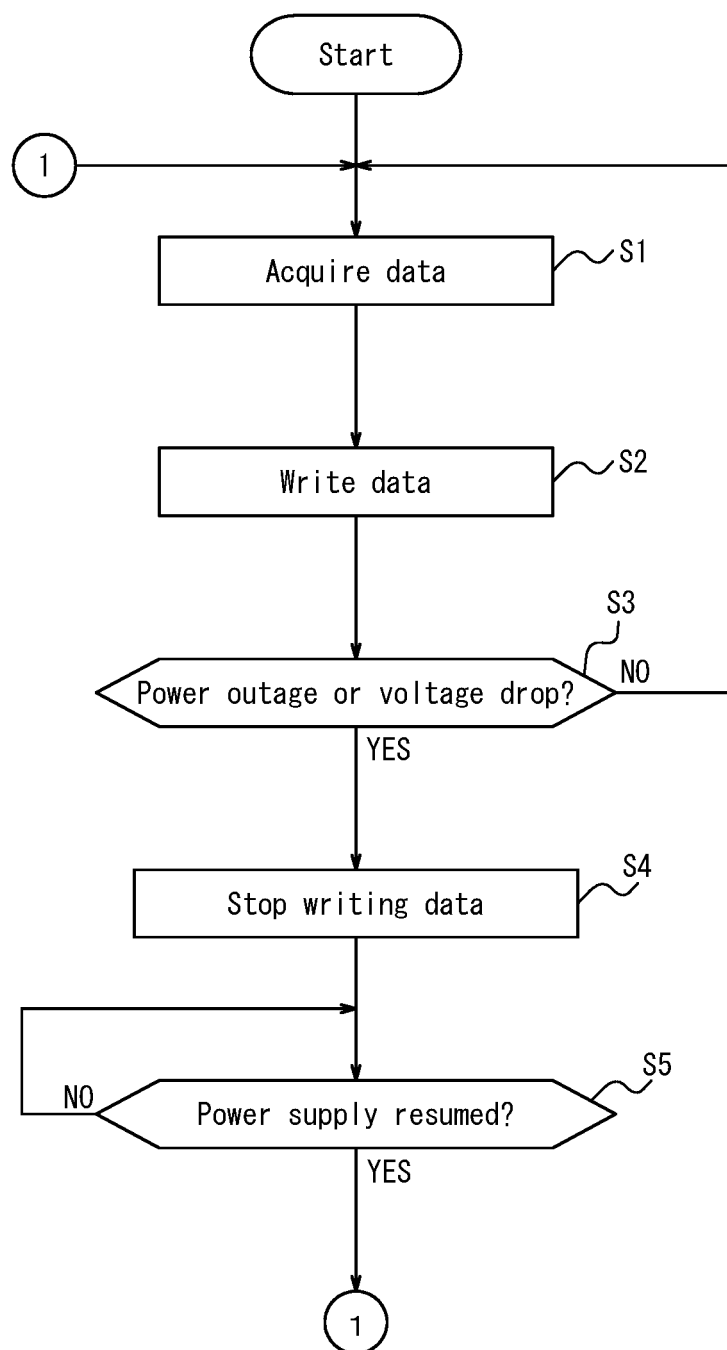 Start
1
Acquire data
S1
Write data
S2
S3
Power outage or voltage drop?
NO
YES
S4
Stop writing data
S5
NO
Power supply resumed?
YES
1